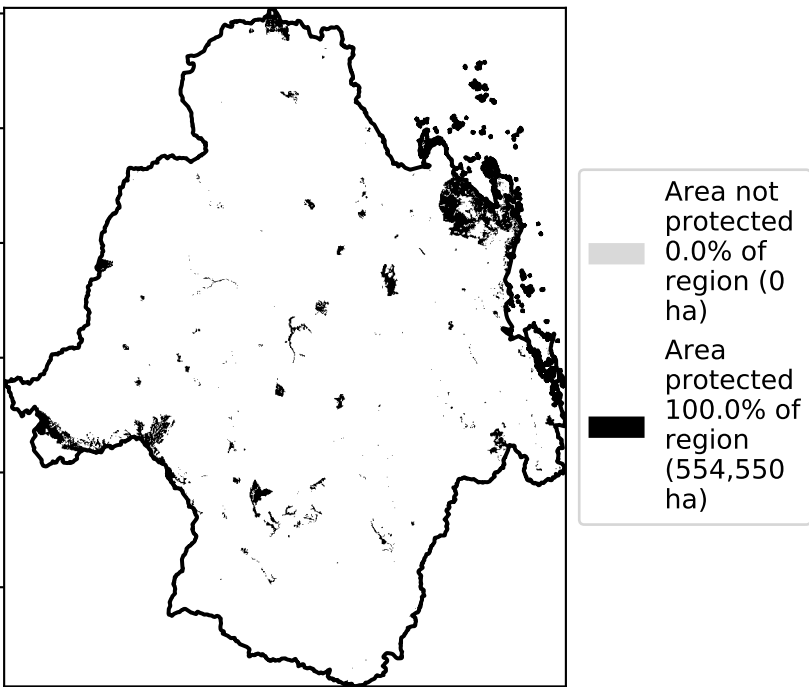 Area not
protected
0.0% of
region (0
ha)
Area
protected
100.0% of
region
(554,550
ha)